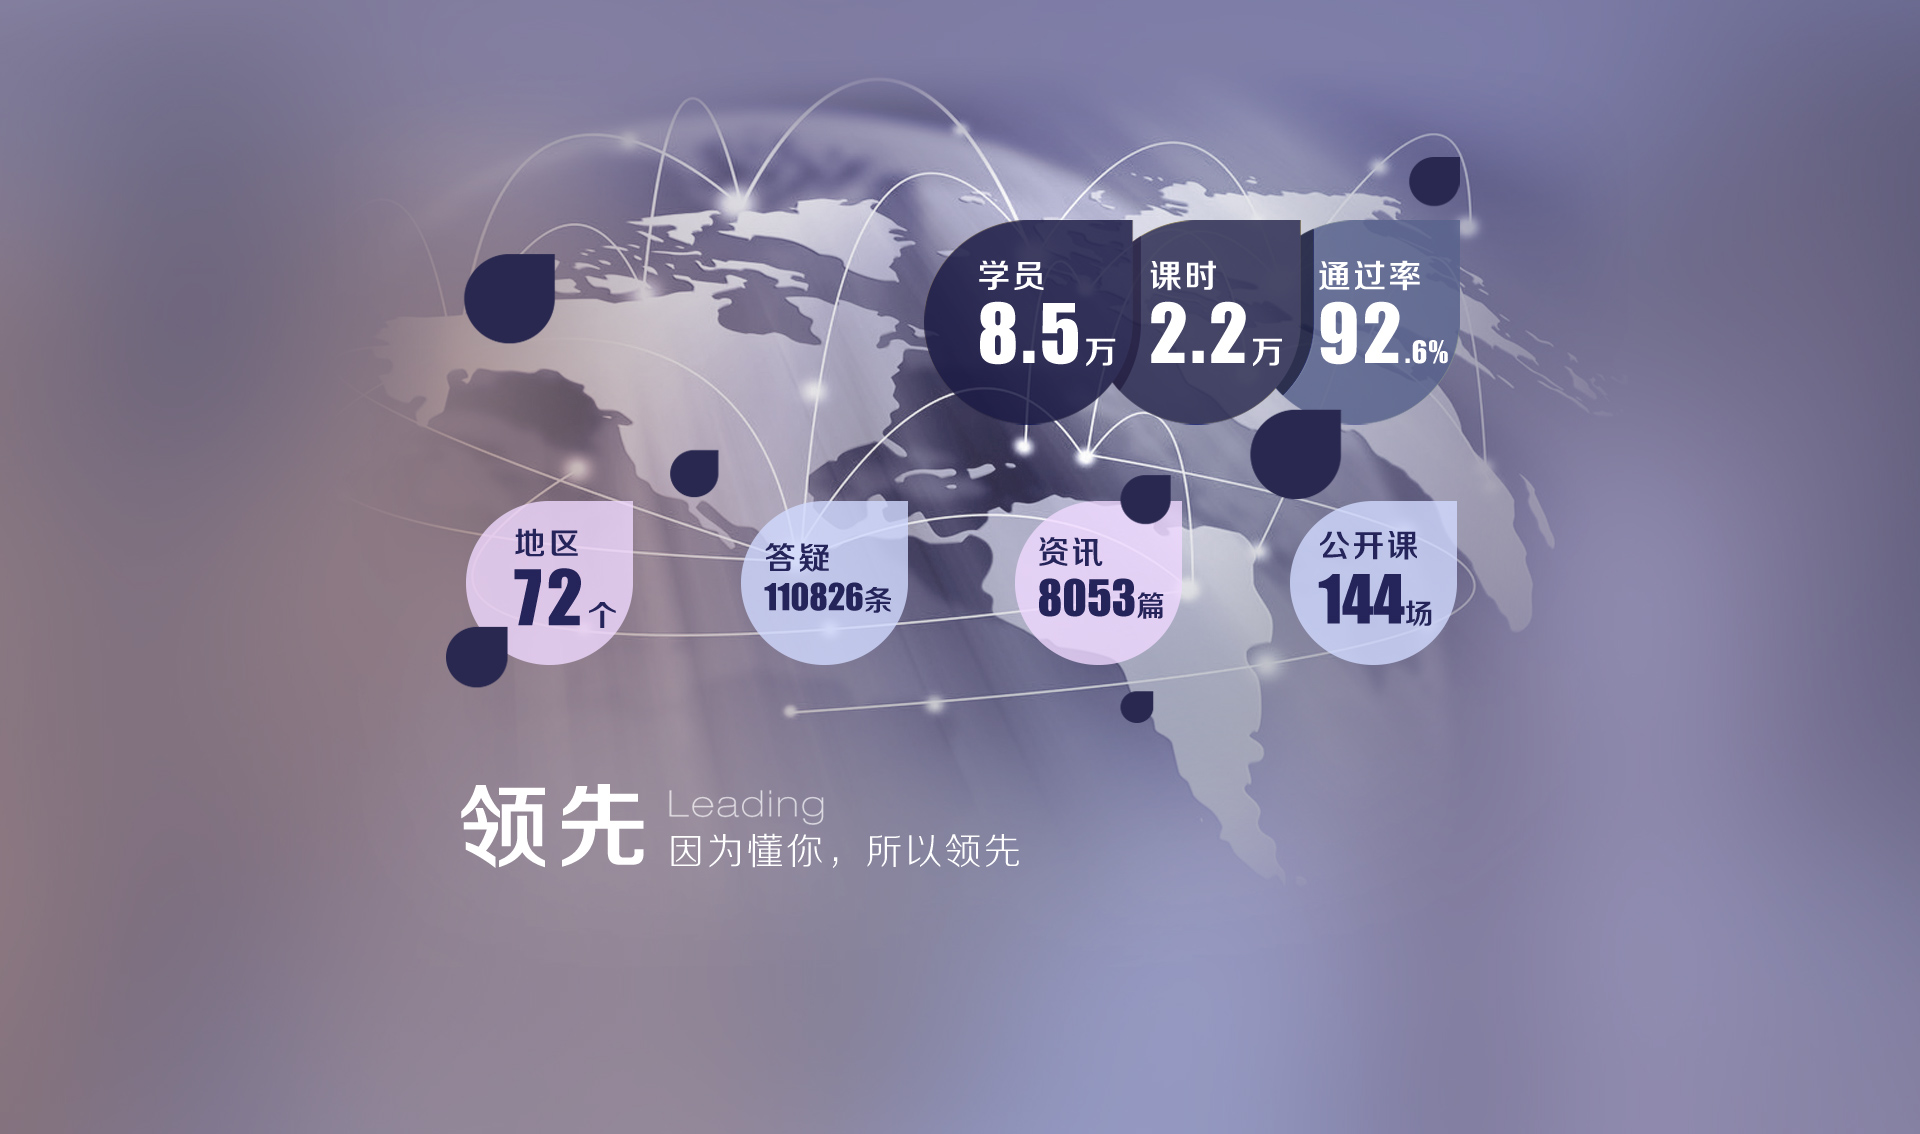 学员
8.5万
课时
2.2万
通过率
92.6%
地区
72个
答疑
110826条
资讯
8053篇
公开课
144场
领先
Leading
因为懂你，所以领先